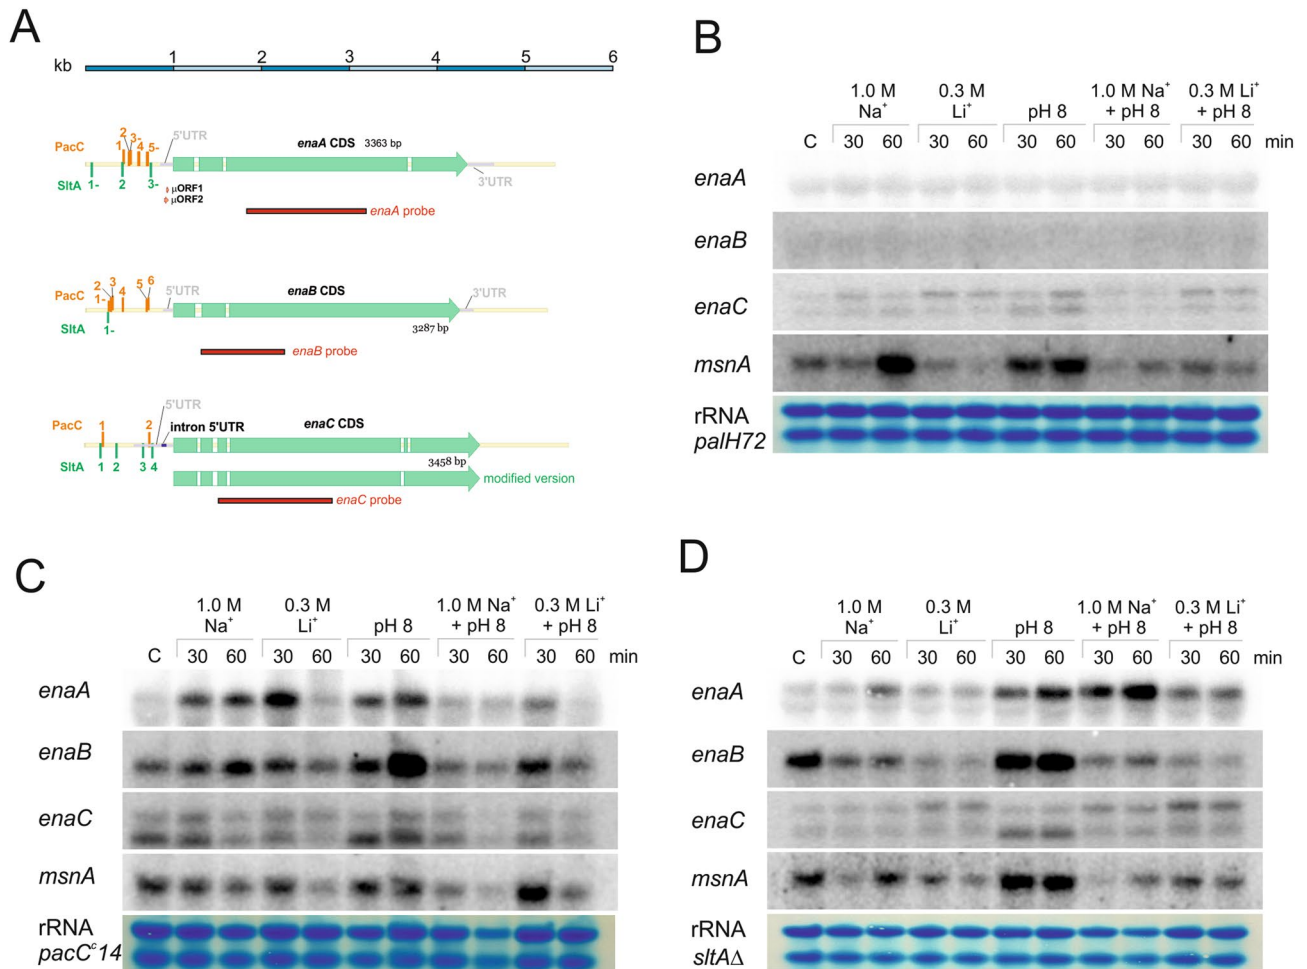 A
kb 1 2 3 4 5 6
PacC 1 2 3- 4 5- 5'UTR enaA CDS 3363 bp
SltA 1- 2 3- µORF1 3'UTR
µORF2
enaA probe
PacC 1- 2 3 4 5 6 5'UTR enaB CDS 3'UTR
SltA 1- 3287 bp
enaB probe
5'UTR
PacC 1 2 intron 5'UTR enaC CDS
SltA 1 2 3 4 3458 bp
modified version
enaC probe
B
1.0 M Na+ 0.3 M Li+ pH 8 1.0 M Na+ + pH 8 0.3 M Li+ + pH 8
C 30 60 30 60 30 60 30 60 30 60 min
enaA
enaB
enaC
msnA
rRNA
palH72
C
1.0 M Na+ 0.3 M Li+ pH 8 1.0 M Na+ + pH 8 0.3 M Li+ + pH 8
C 30 60 30 60 30 60 30 60 30 60 min
enaA
enaB
enaC
msnA
rRNA
pacCc14
D
1.0 M Na+ 0.3 M Li+ pH 8 1.0 M Na+ + pH 8 0.3 M Li+ + pH 8
C 30 60 30 60 30 60 30 60 30 60 min
enaA
enaB
enaC
msnA
rRNA
sltAΔ